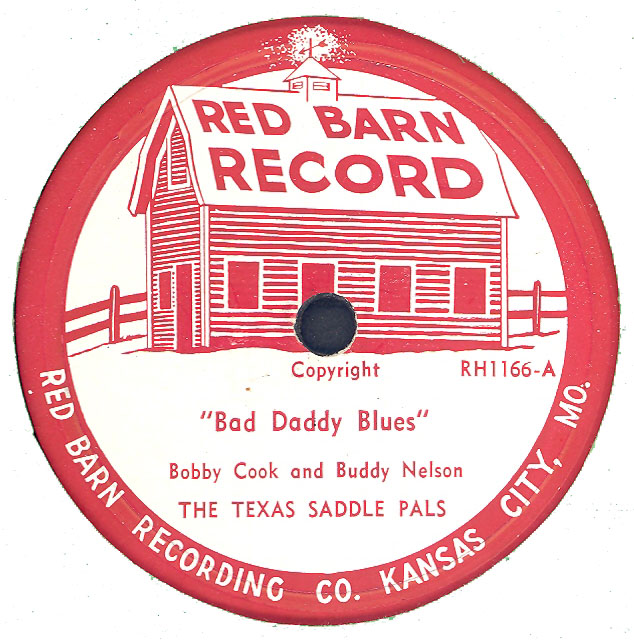 RED BARN
RECORD
Copyright RH1166-A
"Bad Daddy Blues"
Bobby Cook and Buddy Nelson
THE TEXAS SADDLE PALS
RED BARN RECORDING CO. KANSAS CITY, MO.